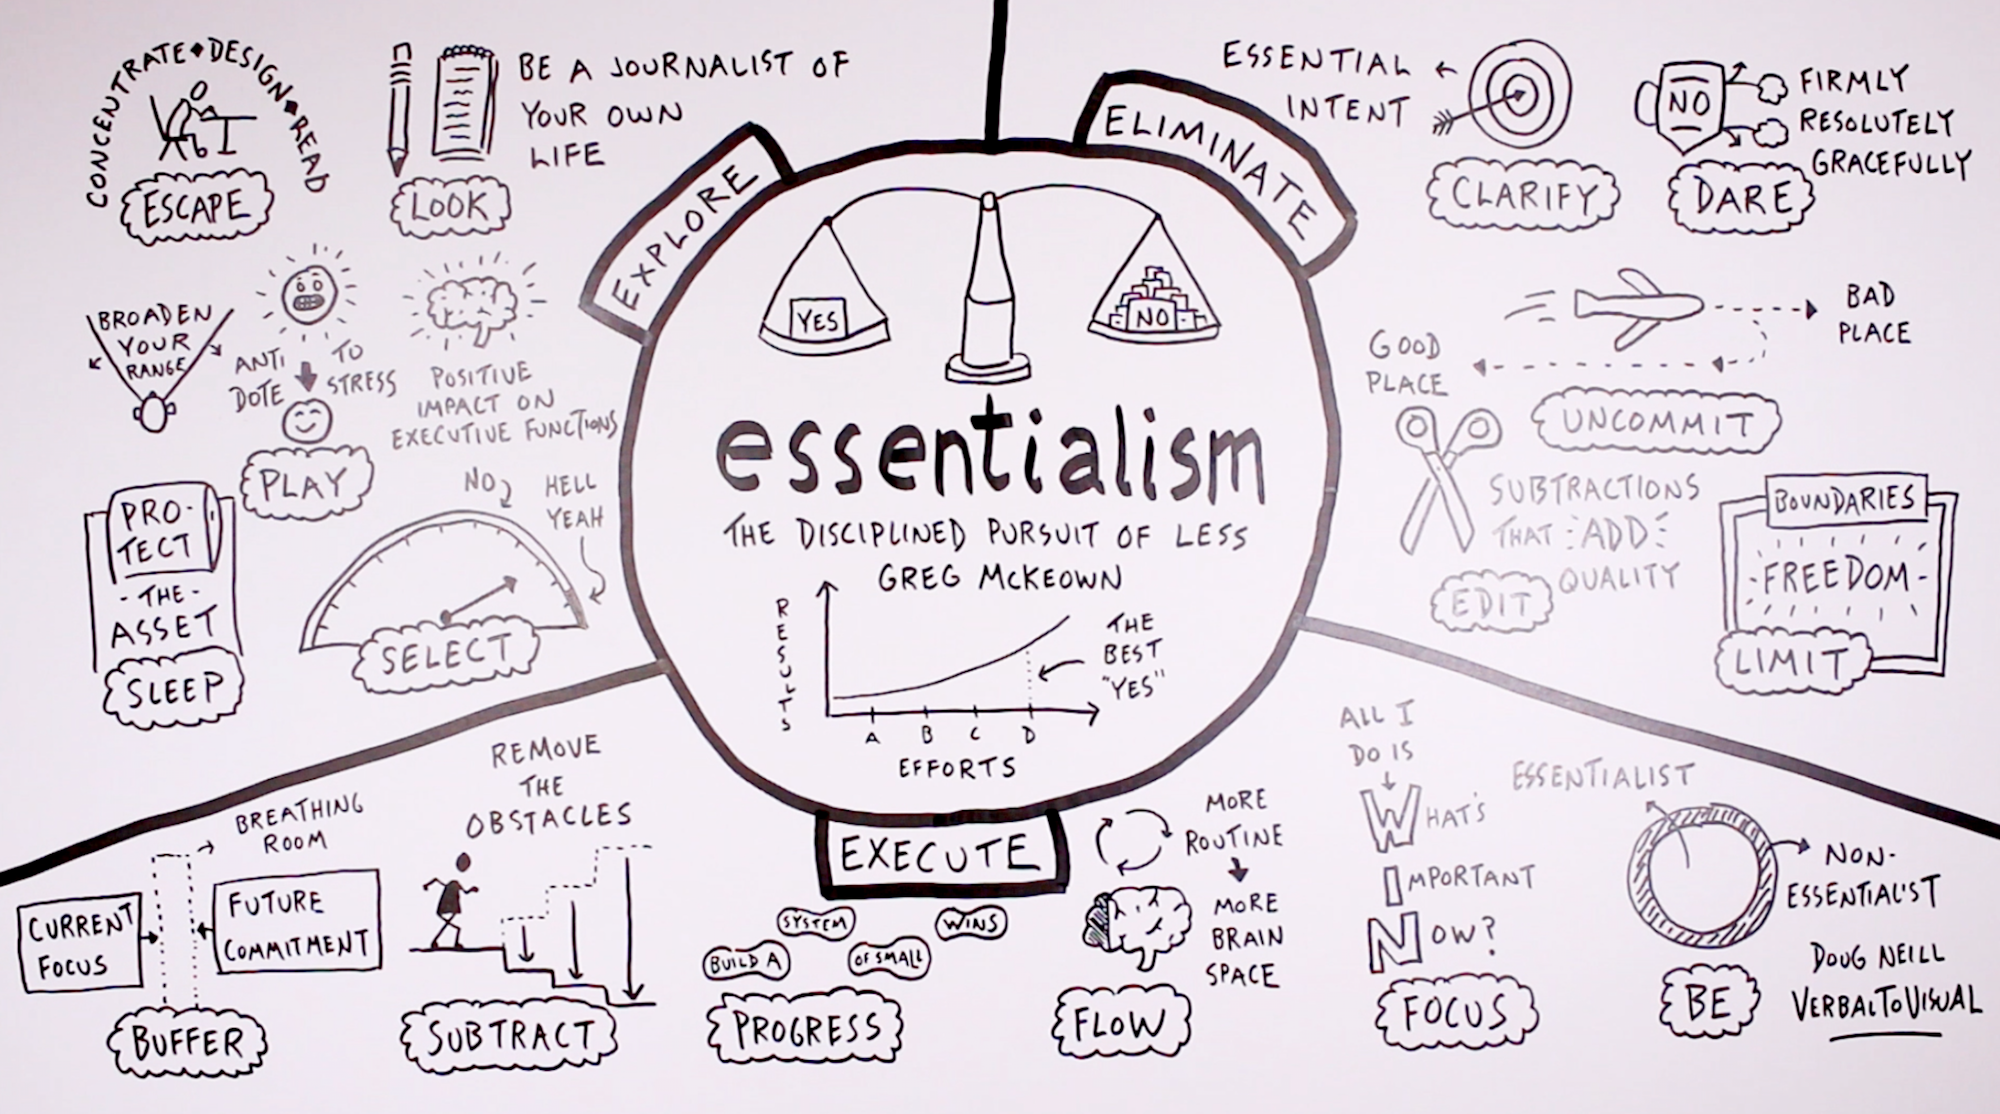 essentialism
THE DISCIPLINED PURSUIT OF LESS
GREG McKEOWN
YES
NO
RESULTS
A B C D
EFFORTS
THE
BEST
"YES"
EXPLORE
CONCENTRATE◆DESIGN◆READ
ESCAPE
BE A JOURNALIST OF
YOUR OWN
LIFE
LOOK
BROADEN
YOUR
RANGE
ANTI TO
DOTE STRESS
PLAY
POSITIVE
IMPACT ON
EXECUTIVE FUNCTIONS
PRO-
TECT
- THE -
ASSET
SLEEP
NO
HELL
YEAH
SELECT
ELIMINATE
ESSENTIAL
INTENT
CLARIFY
NO
FIRMLY
RESOLUTELY
GRACEFULLY
DARE
BAD
PLACE
GOOD
PLACE
UNCOMMIT
SUBTRACTIONS
THAT ADD
QUALITY
EDIT
BOUNDARIES
- FREEDOM -
LIMIT
EXECUTE
BREATHING
ROOM
CURRENT
FOCUS
FUTURE
COMMITMENT
BUFFER
REMOVE
THE
OBSTACLES
SUBTRACT
BUILD A
SYSTEM
OF SMALL
WINS
PROGRESS
MORE
ROUTINE
MORE
BRAIN
SPACE
FLOW
ALL I
DO IS
WHAT'S
IMPORTANT
NOW?
FOCUS
ESSENTIALIST
NON-
ESSENTIAL'IST
BE
DOUG NEILL
VERBALTOVISUAL